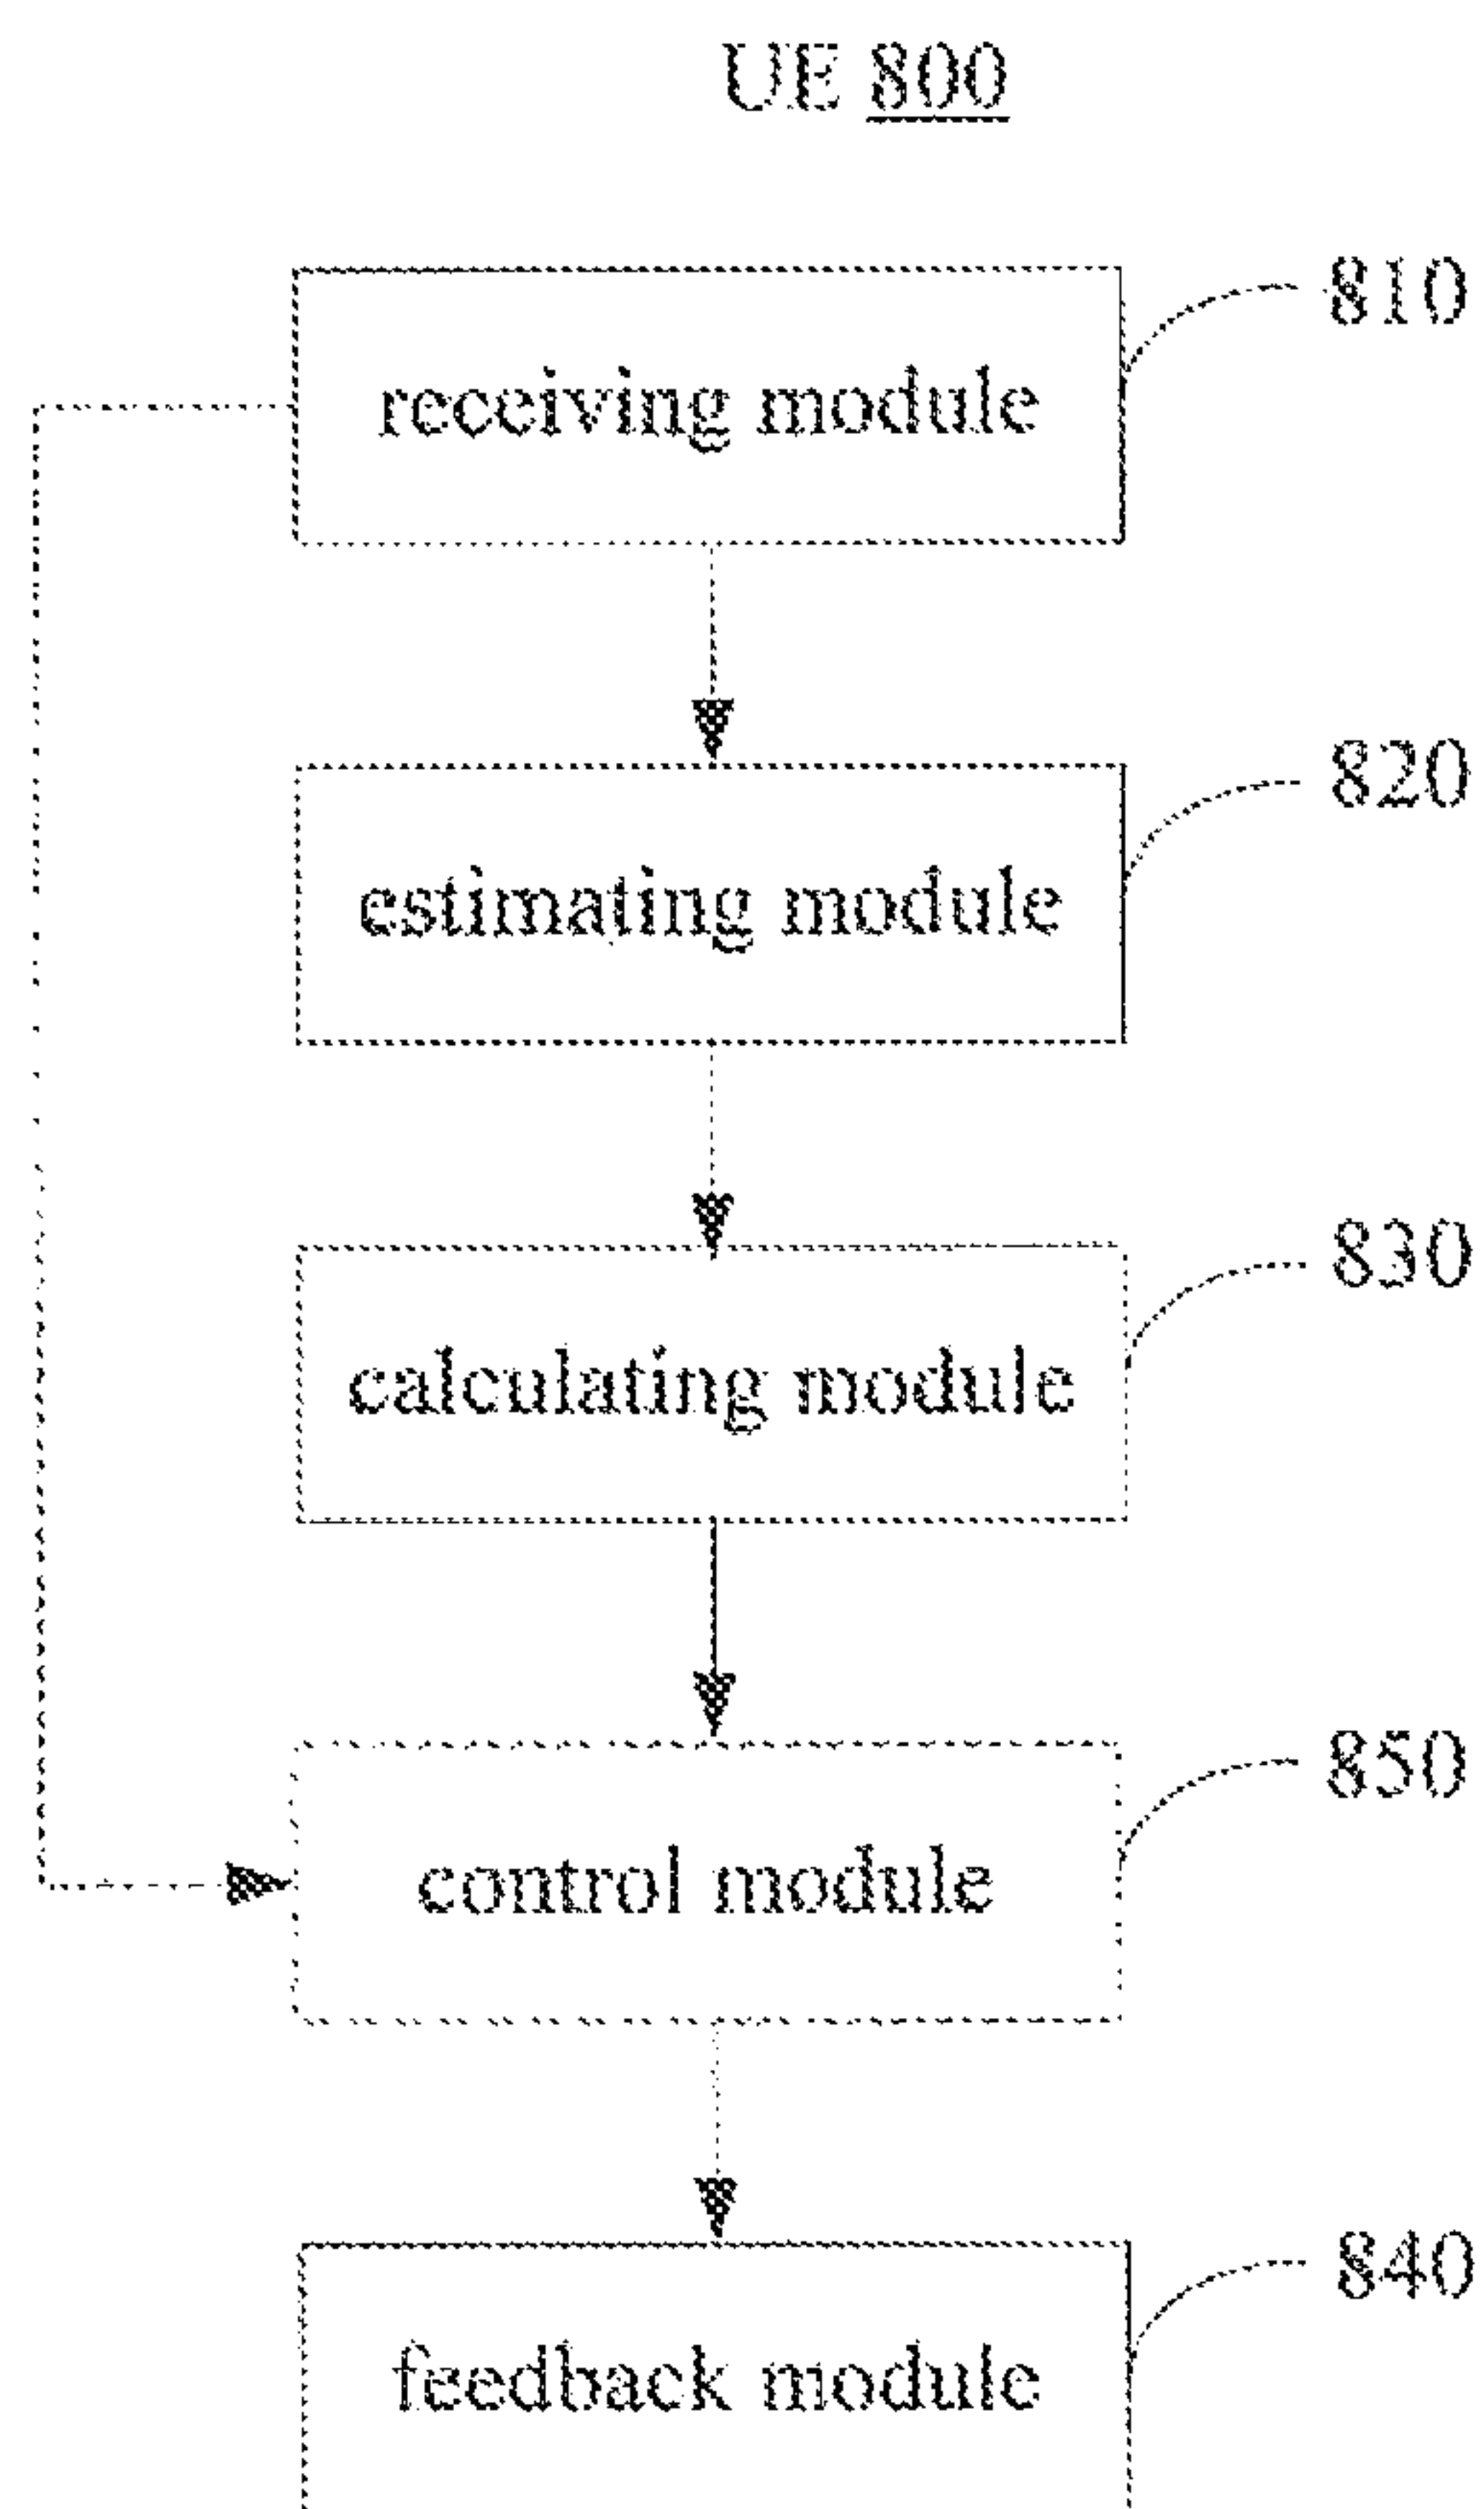 UE 800
810
receiving module
820
estimating module
830
calculating module
850
control module
840
feedback module